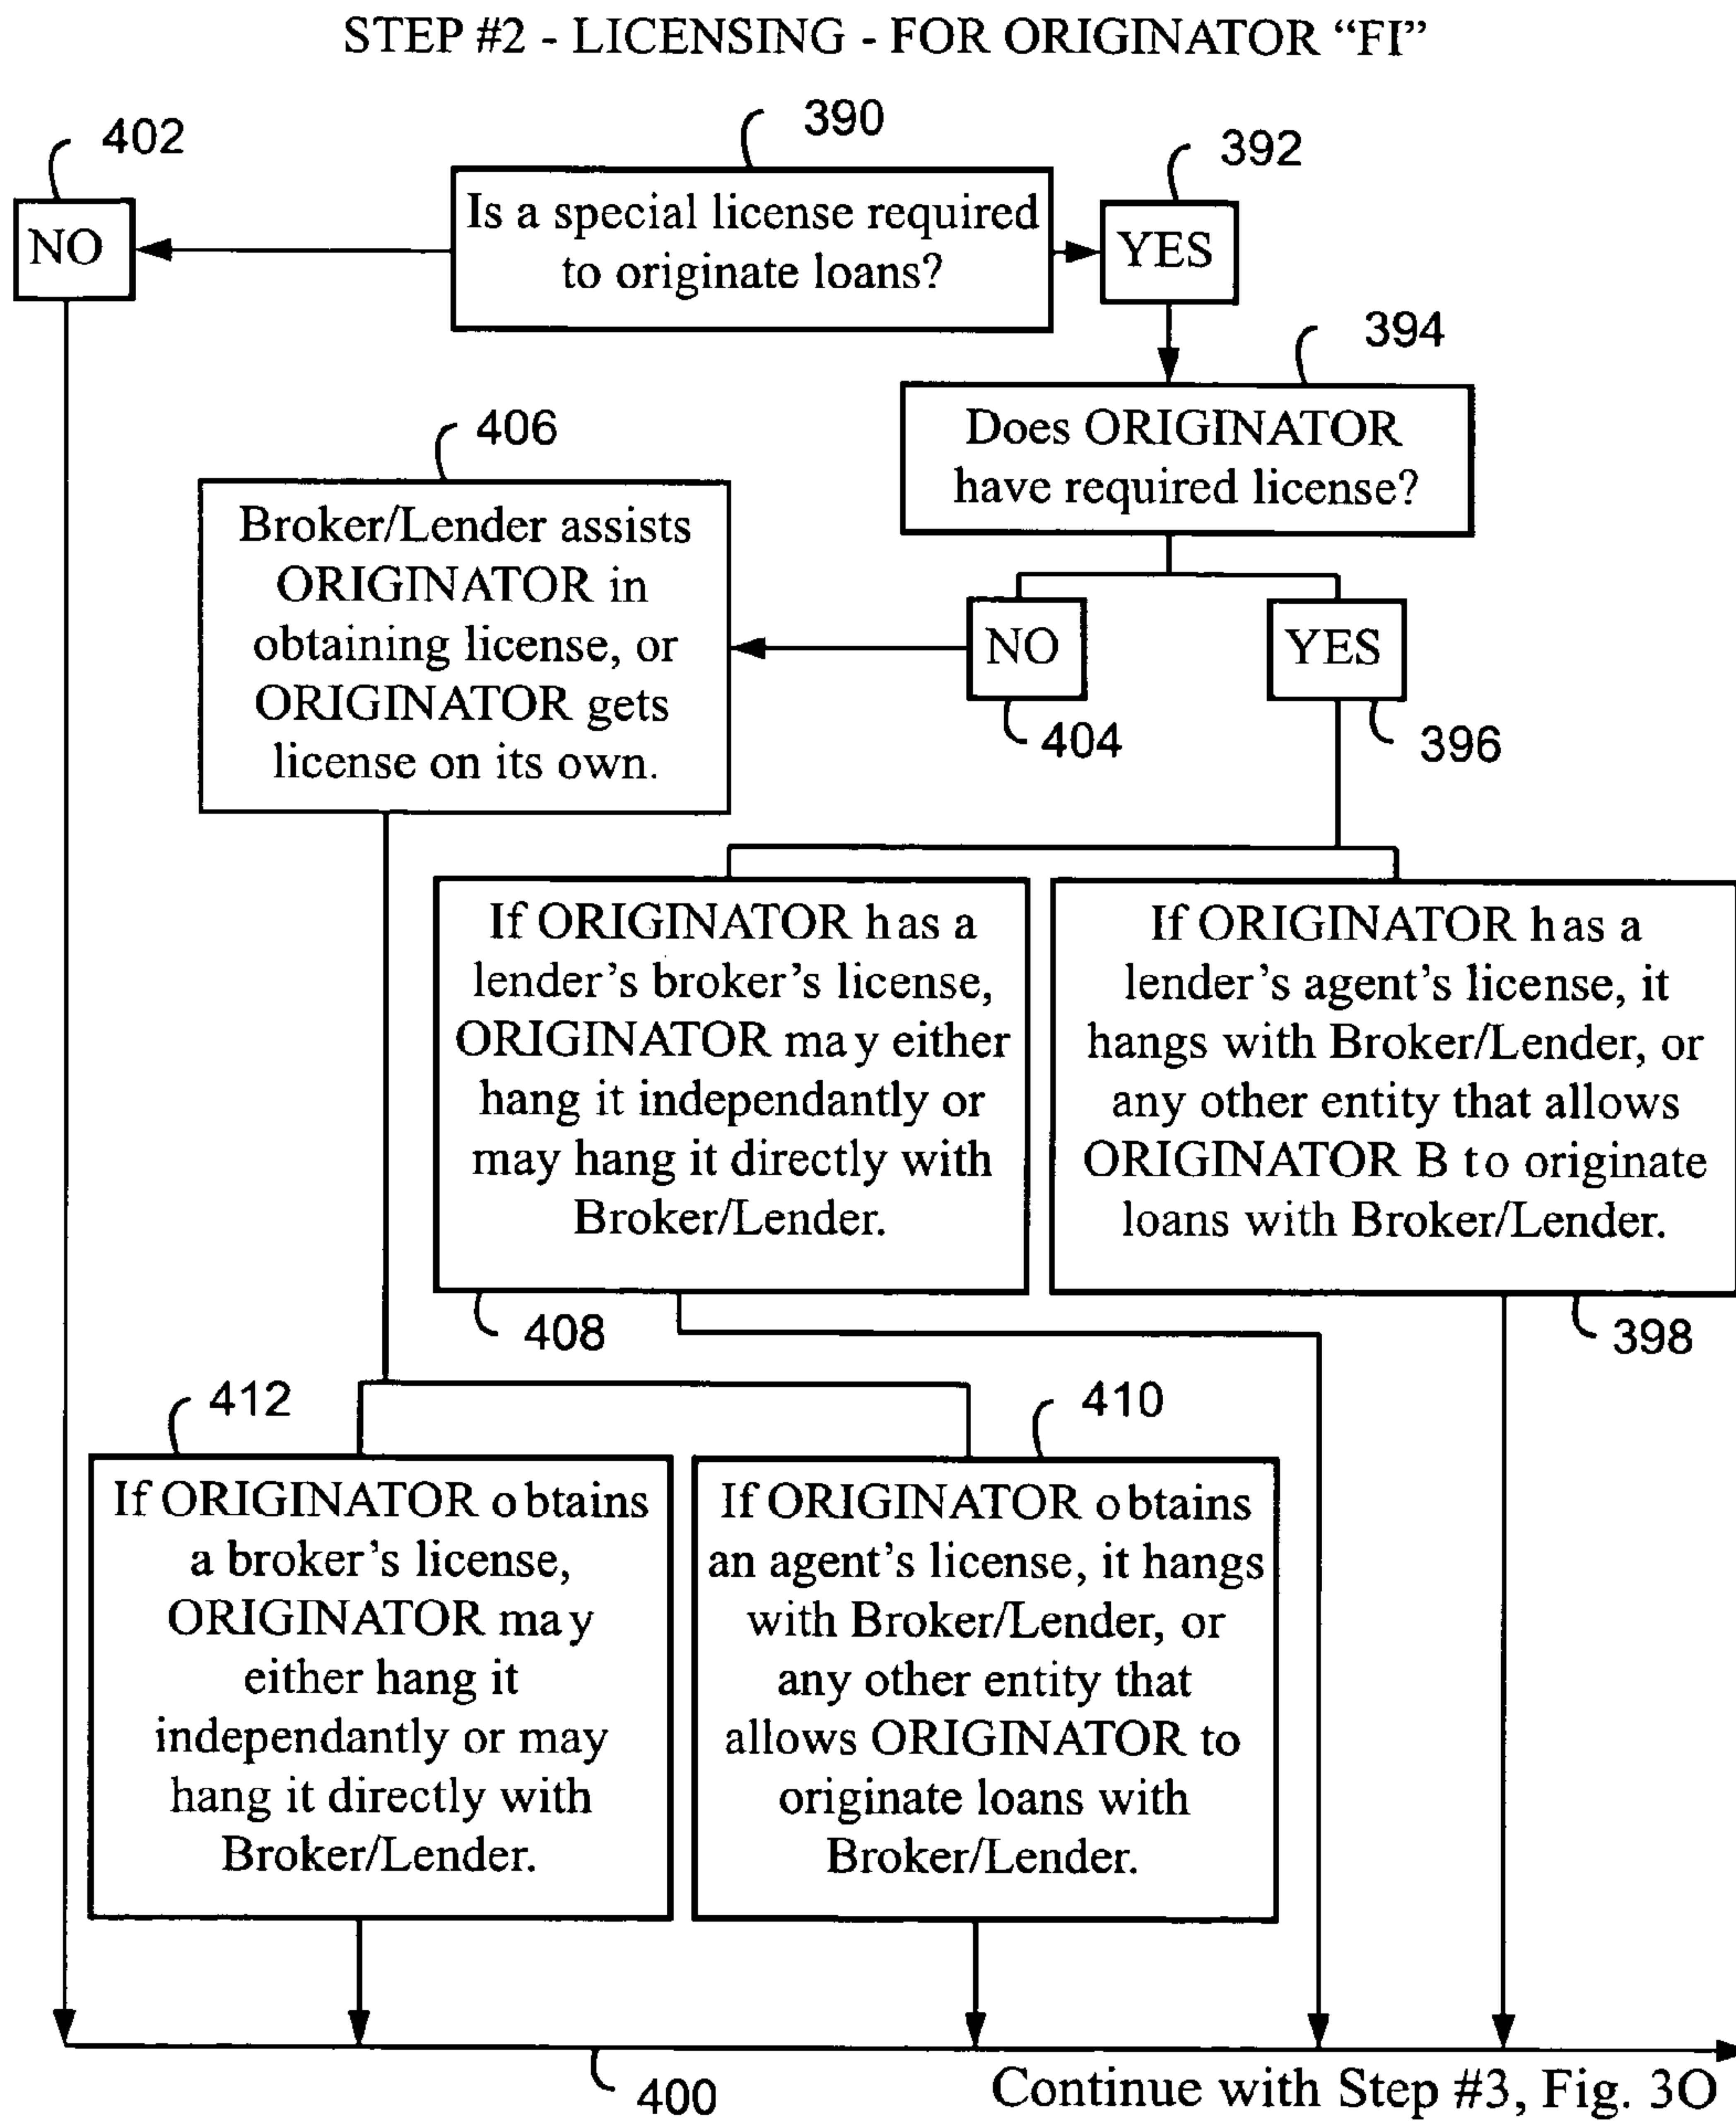 STEP #2 - LICENSING - FOR ORIGINATOR “FI”
402
390
392
NO
Is a special license required
to originate loans?
YES
394
Does ORIGINATOR
have required license?
406
Broker/Lender assists
ORIGINATOR in
obtaining license, or
ORIGINATOR gets
license on its own.
NO
YES
404
396
If ORIGINATOR has a
lender’s broker’s license,
ORIGINATOR may either
hang it independantly or
may hang it directly with
Broker/Lender.
If ORIGINATOR has a
lender’s agent’s license, it
hangs with Broker/Lender, or
any other entity that allows
ORIGINATOR B to originate
loans with Broker/Lender.
408
398
412
410
If ORIGINATOR obtains
a broker’s license,
ORIGINATOR may
either hang it
independantly or may
hang it directly with
Broker/Lender.
If ORIGINATOR obtains
an agent’s license, it hangs
with Broker/Lender, or
any other entity that
allows ORIGINATOR to
originate loans with
Broker/Lender.
400
Continue with Step #3, Fig. 3O